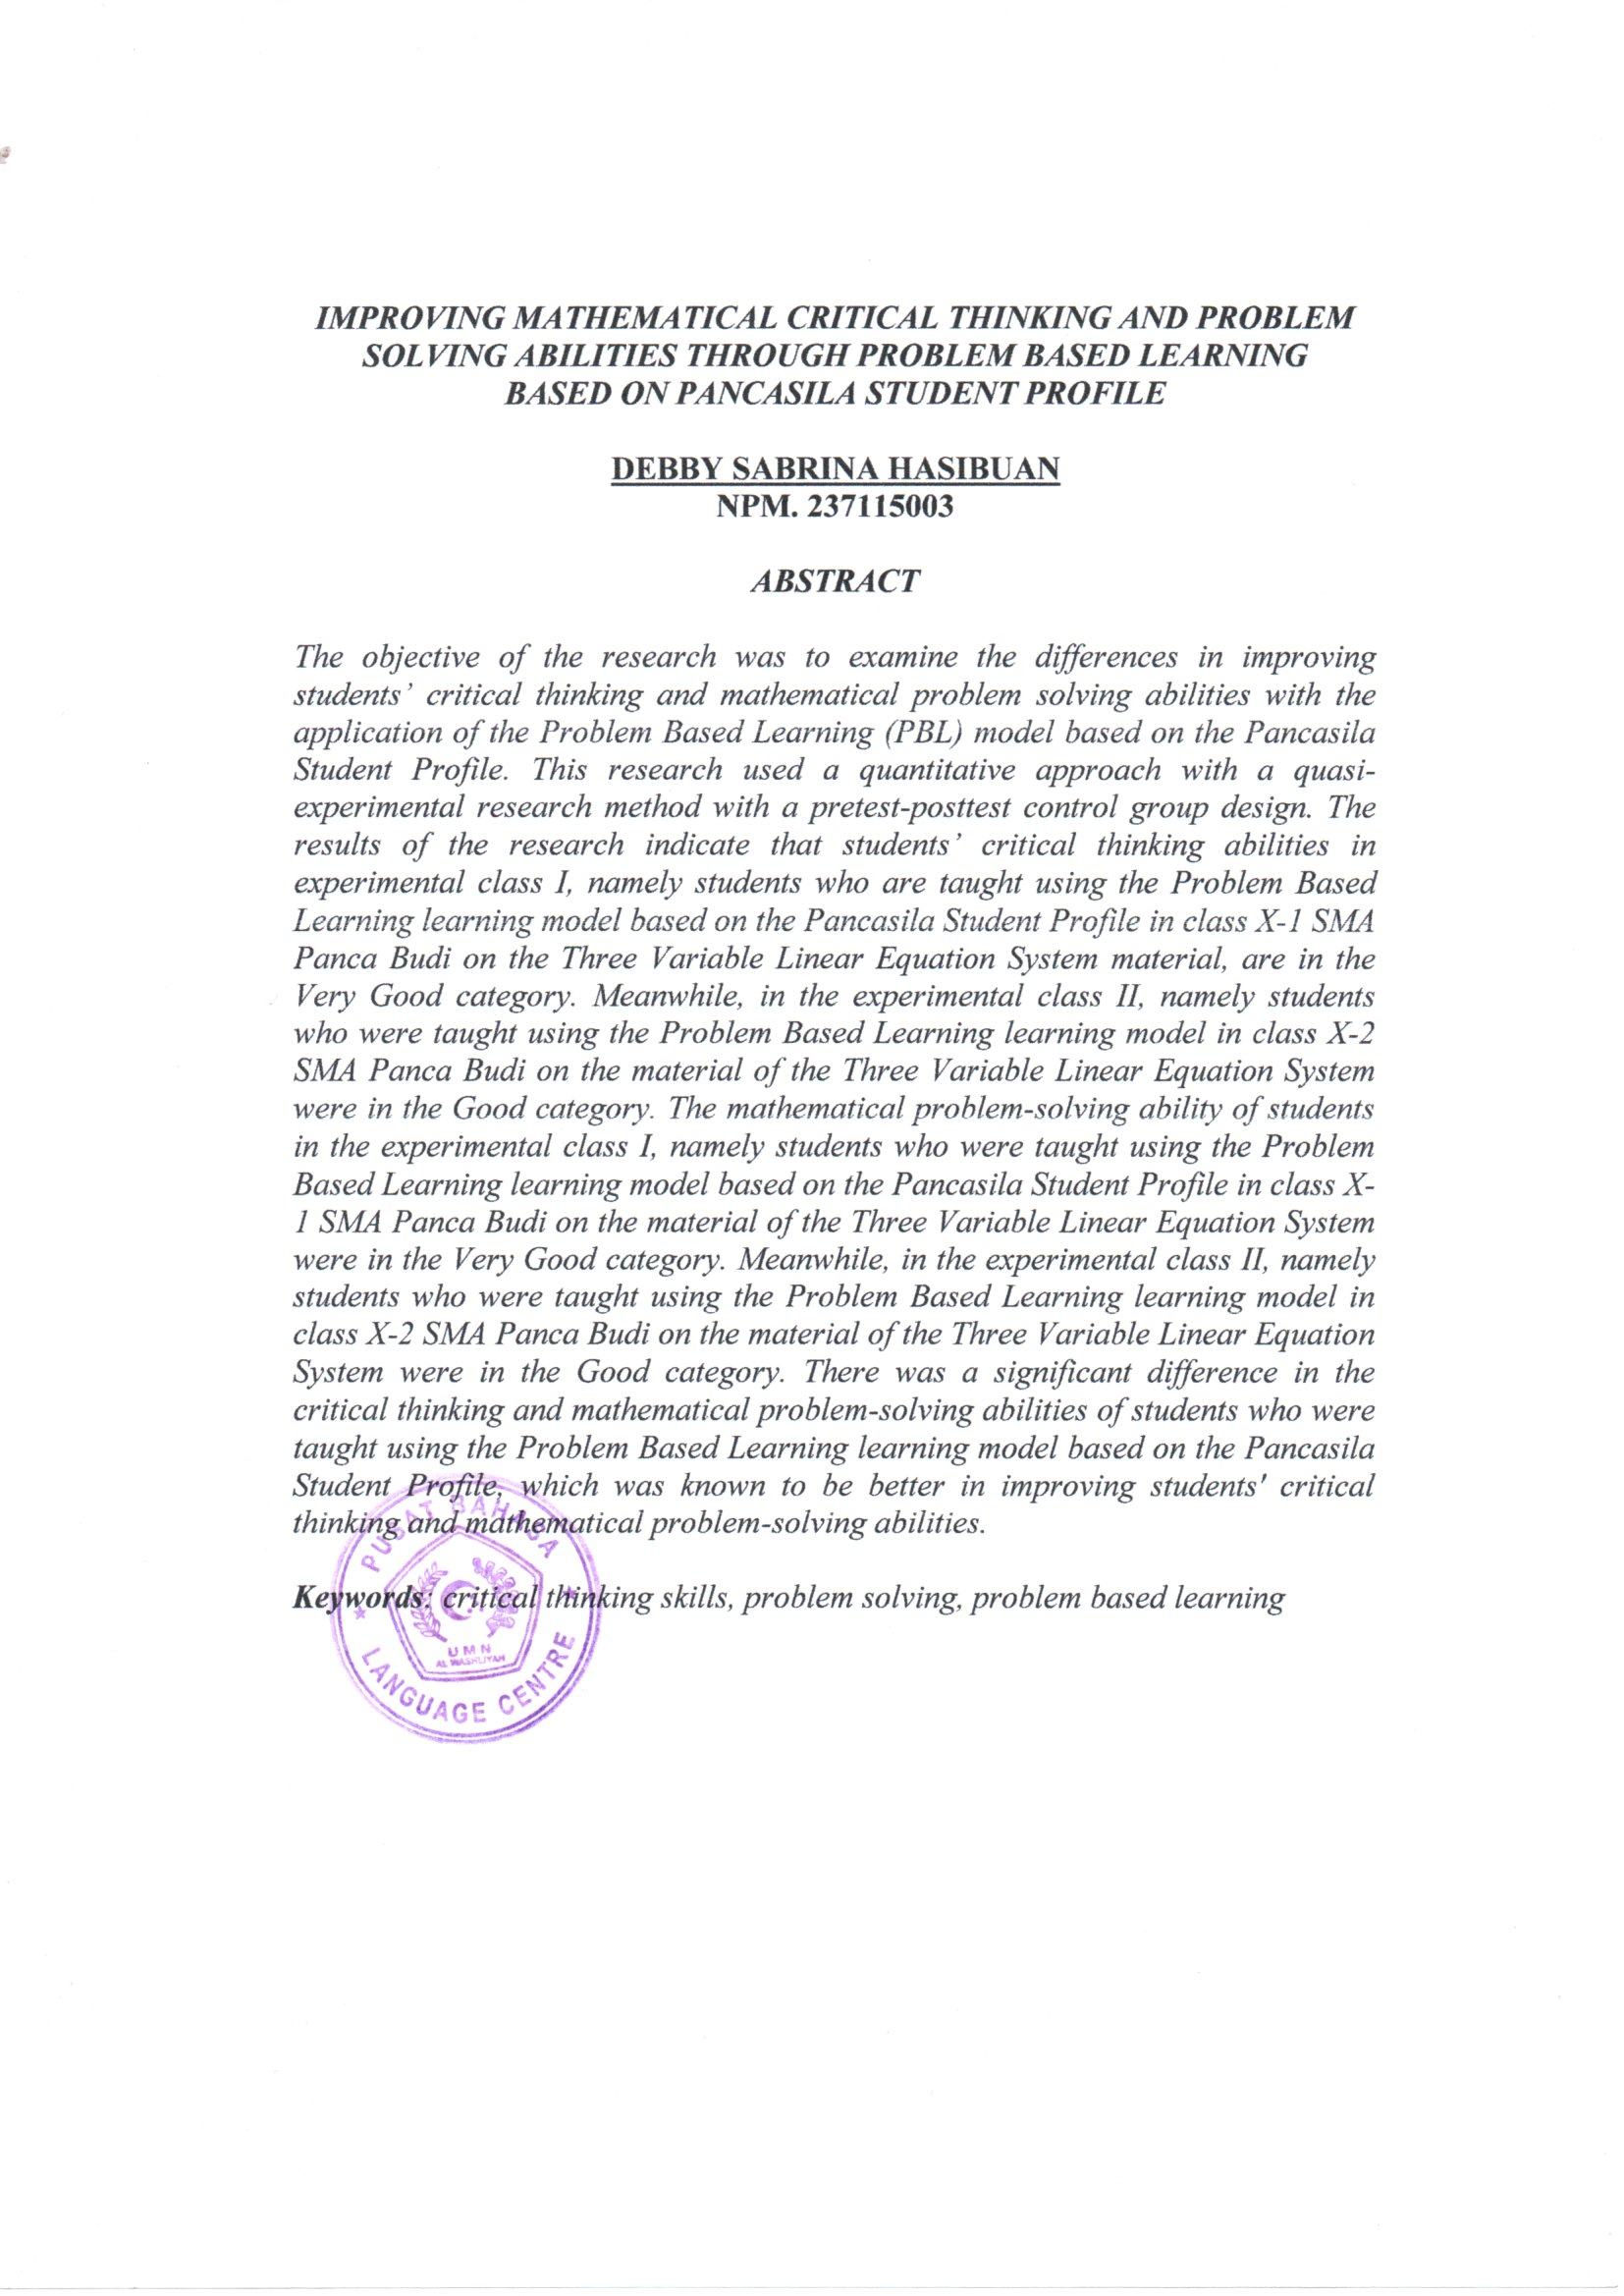 IMPROVING MATHEMATICAL CRITICAL THINKING AND PROBLEM
SOLVING ABILITIES THROUGH PROBLEM BASED LEARNING
BASED ON PANCASILA STUDENT PROFILE
DEBBY SABRINA HASIBUAN
NPM. 237115003
ABSTRACT
The objective of the research was to examine the differences in improving
students’ critical thinking and mathematical problem solving abilities with the
application of the Problem Based Learning (PBL) model based on the Pancasila
Student Profile. This research used a quantitative approach with a quasi-
experimental research method with a pretest-posttest control group design. The
results of the research indicate that students’ critical thinking abilities in
experimental class I, namely students who are taught using the Problem Based
Learning learning model based on the Pancasila Student Profile in class X-1 SMA
Panca Budi on the Three Variable Linear Equation System material, are in the
Very Good category. Meanwhile, in the experimental class II, namely students
who were taught using the Problem Based Learning learning model in class X-2
SMA Panca Budi on the material of the Three Variable Linear Equation System
were in the Good category. The mathematical problem-solving ability of students
in the experimental class I, namely students who were taught using the Problem
Based Learning learning model based on the Pancasila Student Profile in class X-
1 SMA Panca Budi on the material of the Three Variable Linear Equation System
were in the Very Good category. Meanwhile, in the experimental class II, namely
students who were taught using the Problem Based Learning learning model in
class X-2 SMA Panca Budi on the material of the Three Variable Linear Equation
System were in the Good category. There was a significant difference in the
critical thinking and mathematical problem-solving abilities of students who were
taught using the Problem Based Learning learning model based on the Pancasila
Student Profile, which was known to be better in improving students' critical
thinking and mathematical problem-solving abilities.
Keywords: critical thinking skills, problem solving, problem based learning
PUSAT BAHASA
UMN
AL WASHLIYAH
LANGUAGE CENTRE